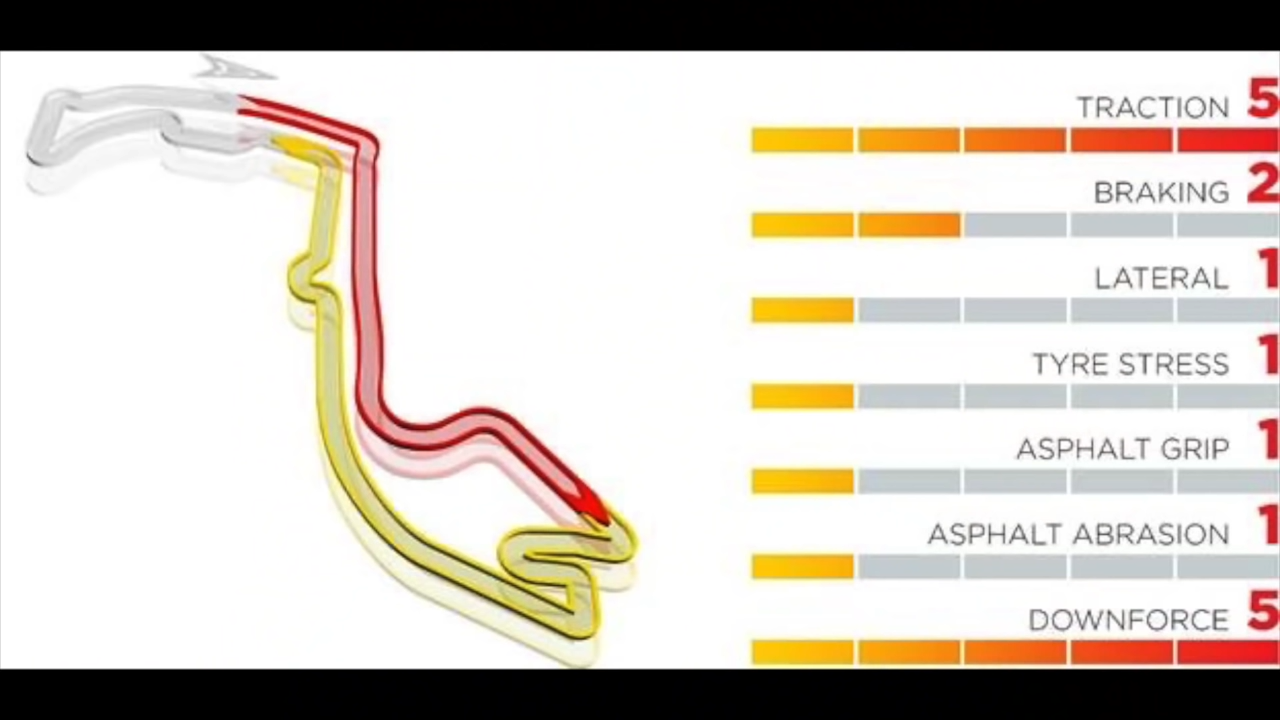 TRACTION 5
BRAKING 2
LATERAL 1
TYRE STRESS 1
ASPHALT GRIP 1
ASPHALT ABRASION 1
DOWNFORCE 5